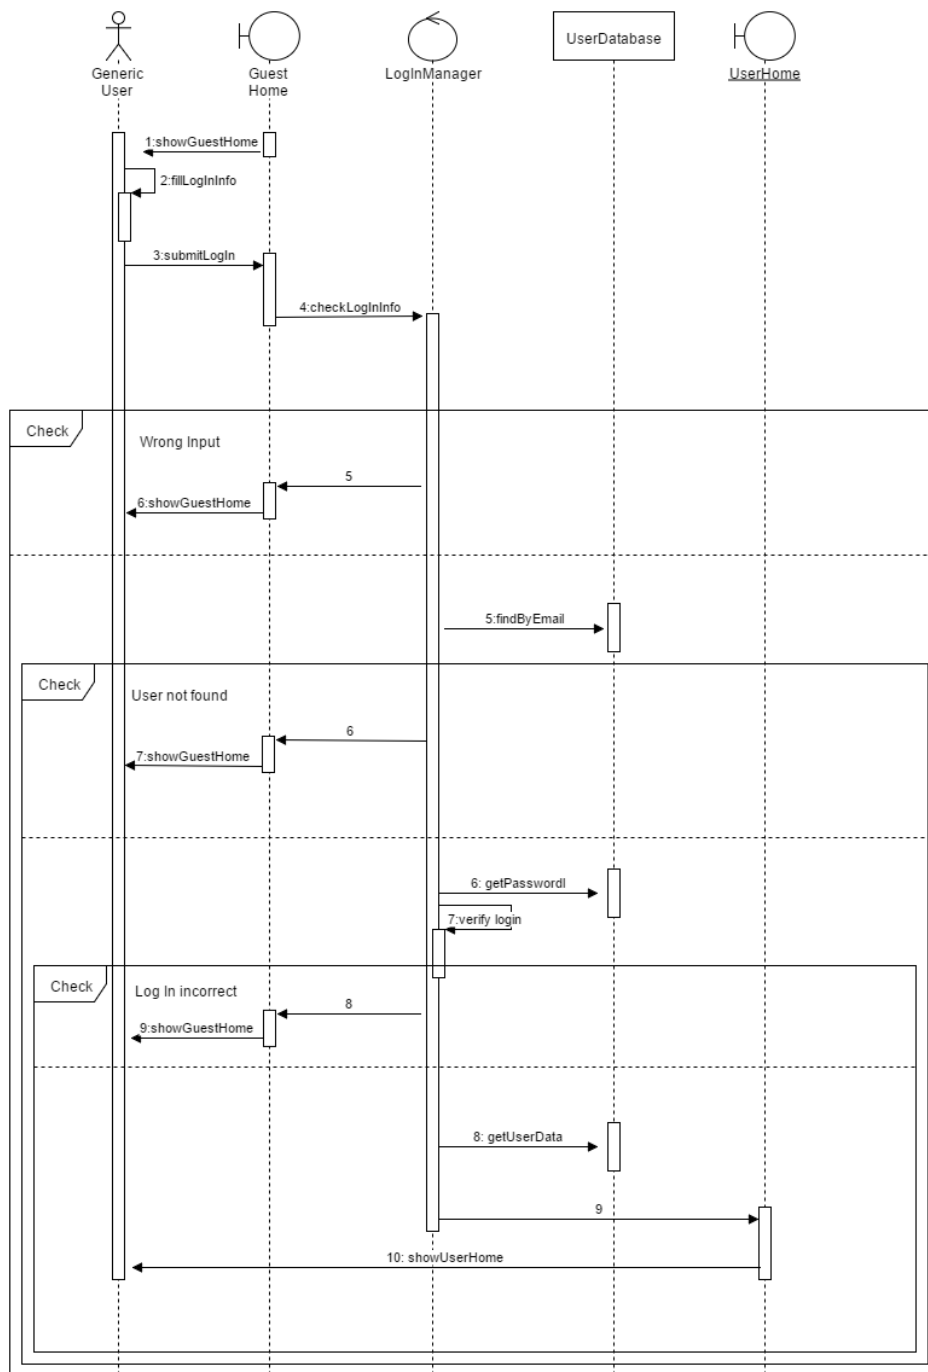 Generic
User
Guest
Home
LogInManager
UserDatabase
UserHome
1:showGuestHome
2:fillLogInInfo
3:submitLogIn
4:checkLogInInfo
Check
Wrong Input
5
6:showGuestHome
5:findByEmail
Check
User not found
6
7:showGuestHome
6: getPasswordl
7:verify login
Check
Log In incorrect
8
9:showGuestHome
8: getUserData
9
10: showUserHome